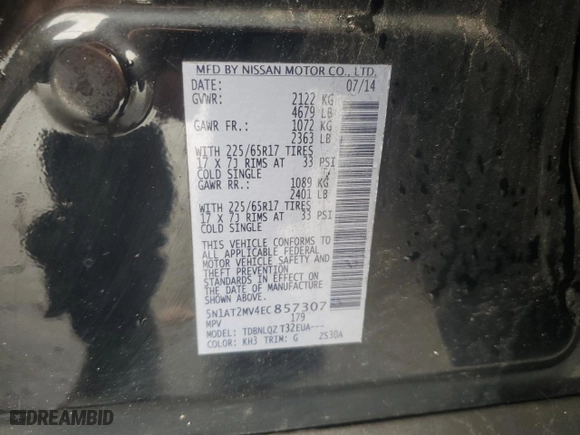 MFD BY NISSAN MOTOR CO., LTD.
DATE: 07/14
GVWR: 2122 KG
4679 LB
GAWR FR.: 1072 KG
2363 LB
WITH 225/65R17 TIRES
17 X 7J RIMS AT 33 PSI
COLD SINGLE
GAWR RR.: 1089 KG
2401 LB
WITH 225/65R17 TIRES
17 X 7J RIMS AT 33 PSI
COLD SINGLE
THIS VEHICLE CONFORMS TO
ALL APPLICABLE FEDERAL
MOTOR VEHICLE SAFETY AND
THEFT PREVENTION
STANDARDS IN EFFECT ON
THE DATE OF MANUFACTURE
SHOWN ABOVE.
5N1AT2MV4EC857307
MPV 179
MODEL: TDBNLQZ T32EUA---
COLOR: KH3 TRIM: G 2530A
DREAMBID